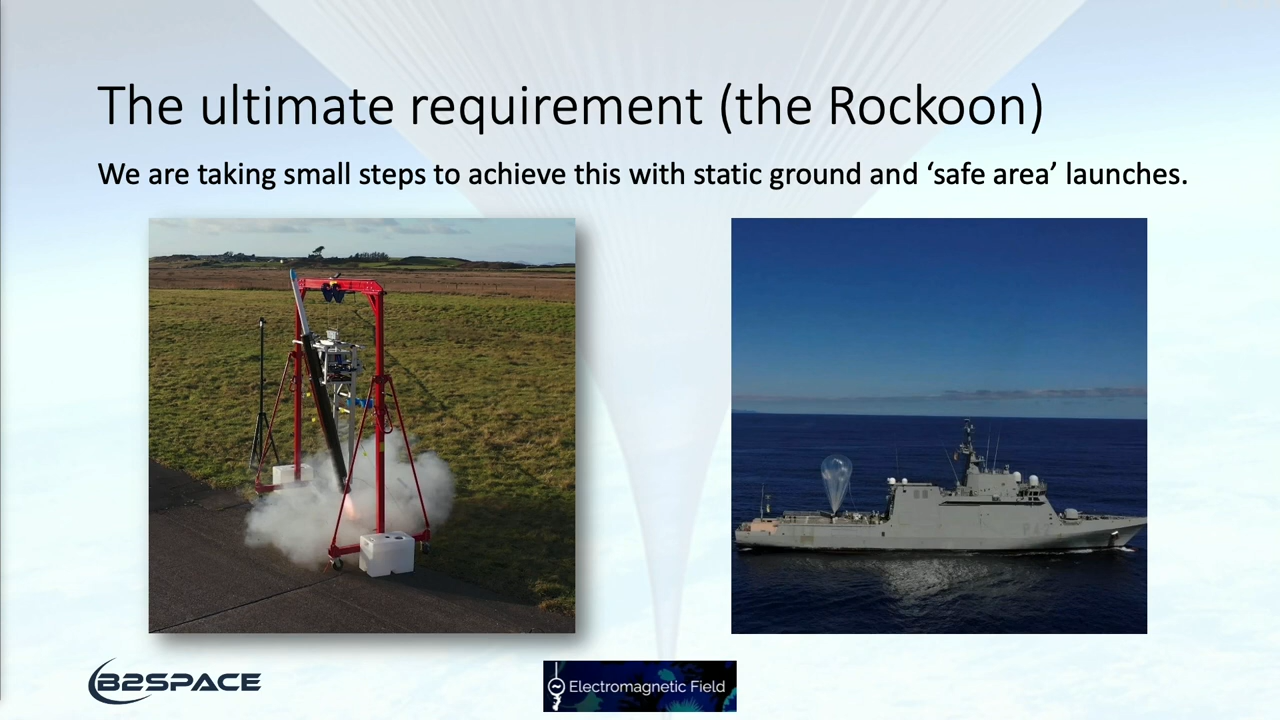 The ultimate requirement (the Rockoon)
We are taking small steps to achieve this with static ground and ‘safe area’ launches.
B2SPACE
Electromagnetic Field